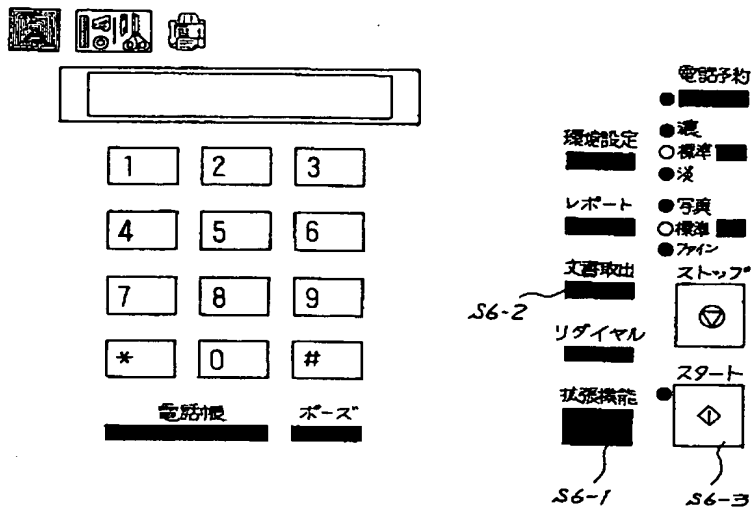 電話予約
濃
標準
淡
環境設定
1 2 3
レポート
写真
標準
ファイン
4 5 6
文書取出
ストップ
S6-2
7 8 9
リダイヤル
* 0 #
スタート
拡張機能
電話帳 ポーズ
S6-1
S6-3